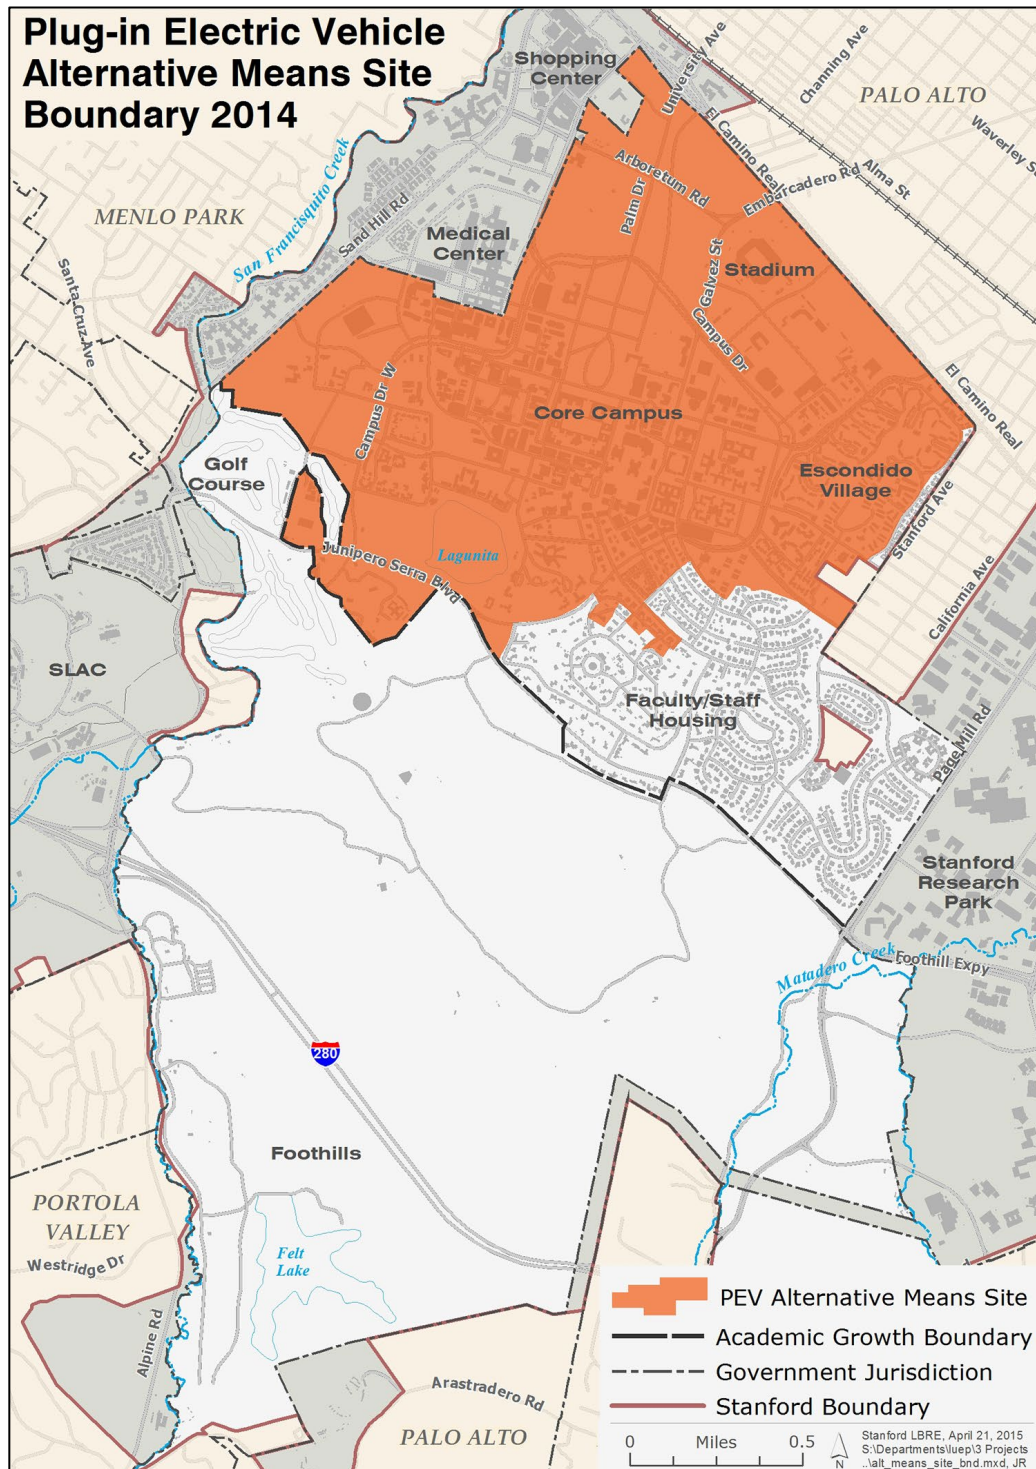 Plug-in Electric Vehicle
Alternative Means Site
Boundary 2014
Shopping
Center
University Ave
Channing Ave
PALO ALTO
Waverley S
El Camino Real
Alma St
Embarcadero Rd
Arboretum Rd
Palm Dr
San Francisquito Creek
Sand Hill Rd
MENLO PARK
Medical
Center
Stadium
Galvez St
Campus Dr
Santa Cruz Ave
Campus Dr W
Core Campus
El Camino Real
Golf
Course
Escondido
Village
Stanford Ave
Junipero Serra Blvd
Lagunita
California Ave
SLAC
Faculty/Staff
Housing
Page Mill Rd
Stanford
Research
Park
Matadero Creek
Foothill Expy
280
Foothills
PORTOLA
VALLEY
Westridge Dr
Felt
Lake
Alpine Rd
Arastradero Rd
PALO ALTO
PEV Alternative Means Site
Academic Growth Boundary
Government Jurisdiction
Stanford Boundary
0 Miles 0.5
N
Stanford LBRE, April 21, 2015
S:\Departments\luep\3 Projects
..\alt_means_site_bnd.mxd, JR